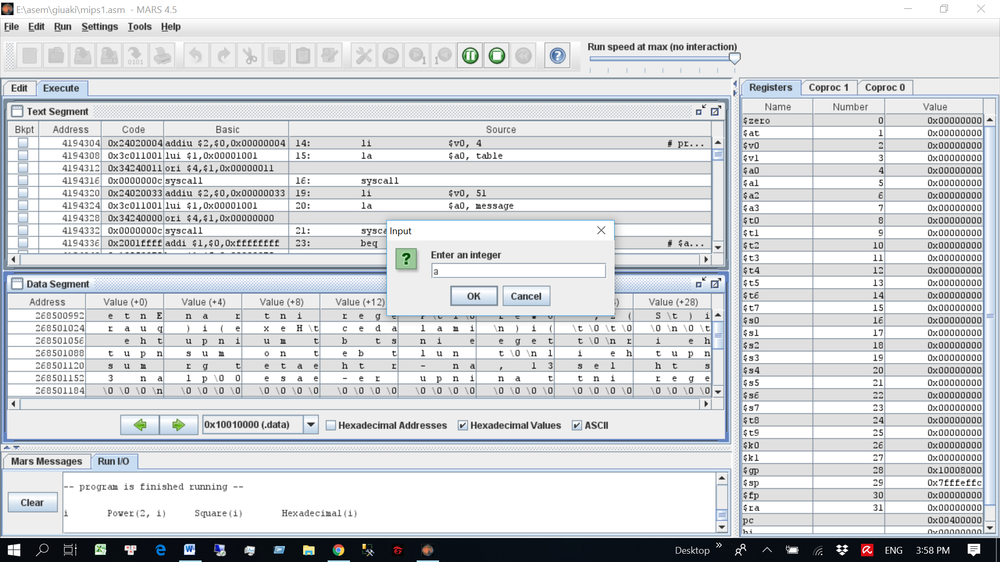 E:\asem\giuaki\mips1.asm - MARS 4.5
File Edit Run Settings Tools Help
Run speed at max (no interaction)
Edit Execute
Registers Coproc 1 Coproc 0
Text Segment
Bkpt Address Code Basic Source
4194304 0x24020004 addiu $2,$0,0x00000004 14: li $v0, 4 # pr...
4194308 0x3c011001 lui $1,0x00001001 15: la $a0, table
4194312 0x34240011 ori $4,$1,0x00000011
4194316 0x0000000c syscall 16: syscall
4194320 0x24020033 addiu $2,$0,0x00000033 19: li $v0, 51
4194324 0x3c011001 lui $1,0x00001001 20: la $a0, message
4194328 0x34240000 ori $4,$1,0x00000000
4194332 0x0000000c syscall 21: sysca
4194336 0x2001ffff addi $1,$0,0xffffffff 23: beq # $a...
Input
Enter an integer
a
OK Cancel
Data Segment
Address Value (+0) Value (+4) Value (+8) Value (+12) Value (+28)
268500992 e t n E n a r t n i r e g e S \t ) i
268501024 r a u q ) i ( e x e H \t c e d a l a m i \n ) i ( \t \0 \t \0 \0 \n \0 \t
268501056 e h t u p n i u m t b t s n i e e g e t t \0 \n r i e h
268501088 t u p n s u m o n t e b t l u n t \0 \n l i e h t u p n
268501120 s u m r g t e t a e h t r - n a , 1 3 s e l h t s
268501152 3 n a l p \0 0 e s a e - e r u p n i n a t t n i r e g e
268501184 \0 \0 \0 \n \0 \0 \0 \0 \0 \0 \0 \0 \0 \0 \0 \0 \0 \0 \0 \0 \0 \0 \0 \0 \0 \0 \0 \0 \0 \0 \0 \0
0x10010000 (.data) Hexadecimal Addresses Hexadecimal Values ASCII
Mars Messages Run I/O
Clear
-- program is finished running --
i Power(2, i) Square(i) Hexadecimal(i)
Name Number Value
$zero 0 0x00000000
$at 1 0x00000000
$v0 2 0x00000000
$v1 3 0x00000000
$a0 4 0x00000000
$a1 5 0x00000000
$a2 6 0x00000000
$a3 7 0x00000000
$t0 8 0x00000000
$t1 9 0x00000000
$t2 10 0x00000000
$t3 11 0x00000000
$t4 12 0x00000000
$t5 13 0x00000000
$t6 14 0x00000000
$t7 15 0x00000000
$s0 16 0x00000000
$s1 17 0x00000000
$s2 18 0x00000000
$s3 19 0x00000000
$s4 20 0x00000000
$s5 21 0x00000000
$s6 22 0x00000000
$s7 23 0x00000000
$t8 24 0x00000000
$t9 25 0x00000000
$k0 26 0x00000000
$k1 27 0x00000000
$gp 28 0x10008000
$sp 29 0x7fffeffc
$fp 30 0x00000000
$ra 31 0x00000000
pc 0x00400000
hi 0x00000000
Desktop ENG 3:58 PM